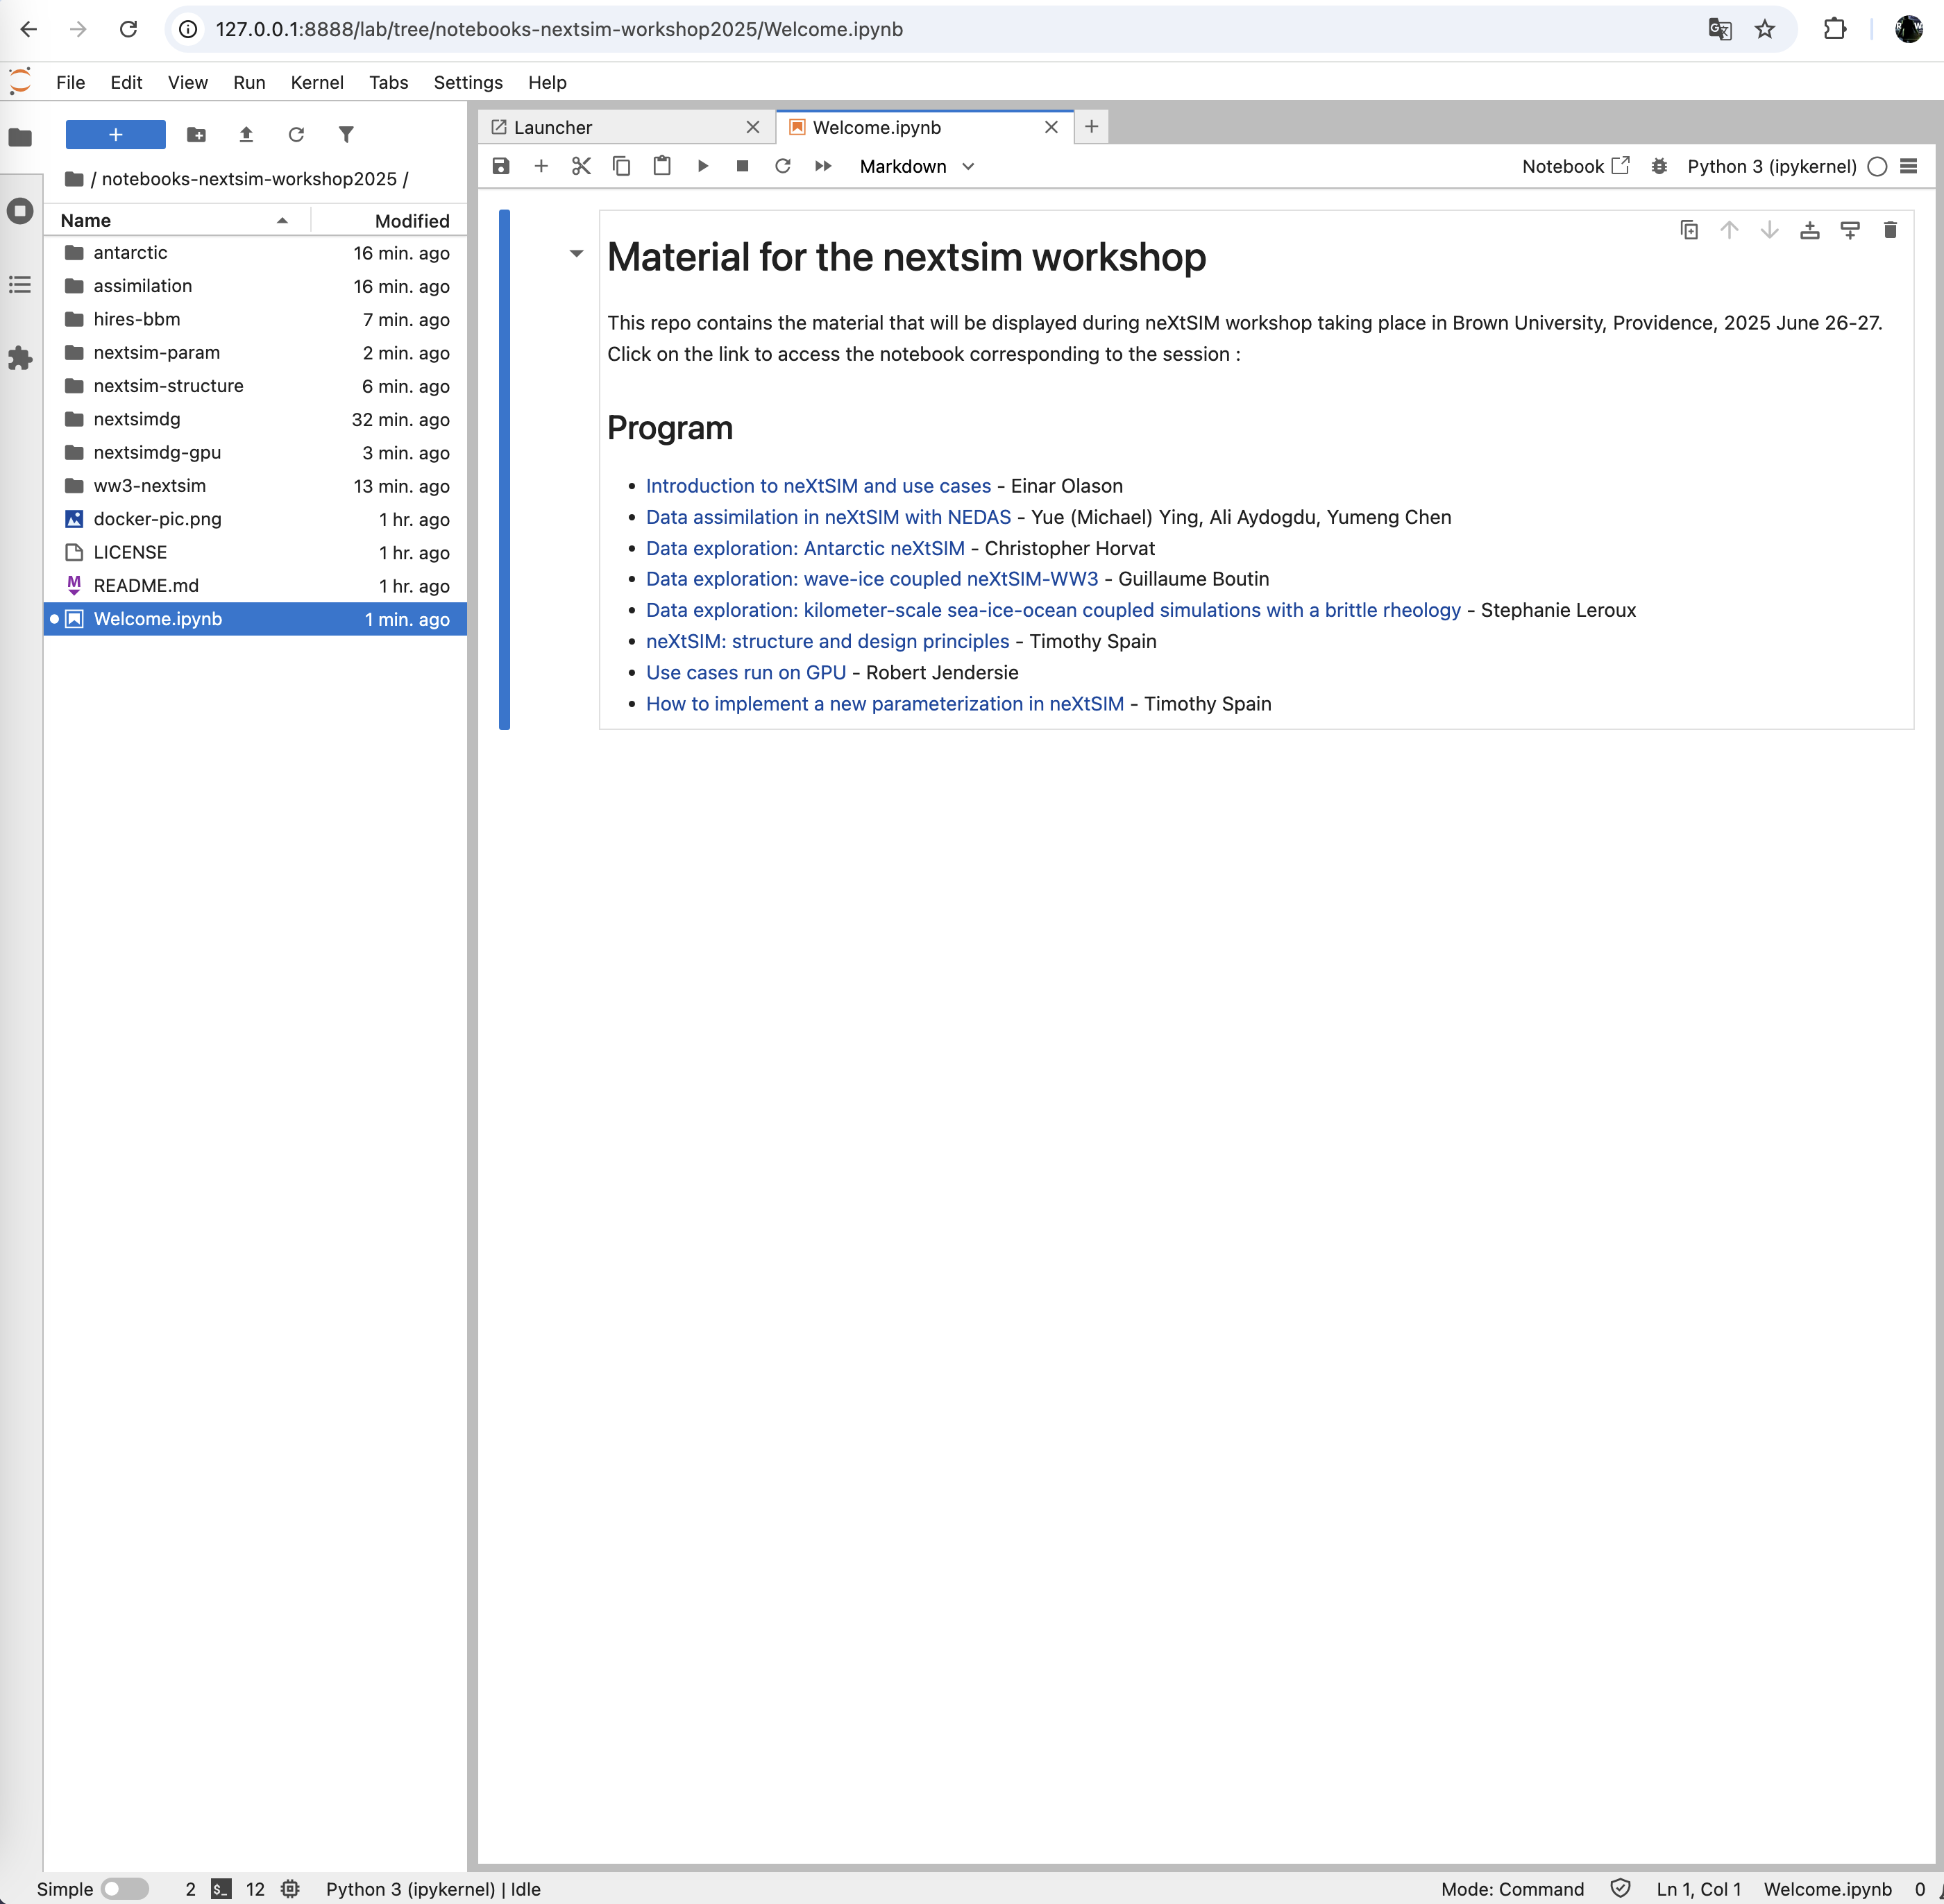 127.0.0.1:8888/lab/tree/notebooks-nextsim-workshop2025/Welcome.ipynb
File Edit View Run Kernel Tabs Settings Help
/ notebooks-nextsim-workshop2025 /
Name Modified
antarctic 16 min. ago
assimilation 16 min. ago
hires-bbm 7 min. ago
nextsim-param 2 min. ago
nextsim-structure 6 min. ago
nextsimdg 32 min. ago
nextsimdg-gpu 3 min. ago
ww3-nextsim 13 min. ago
docker-pic.png 1 hr. ago
LICENSE 1 hr. ago
README.md 1 hr. ago
Welcome.ipynb 1 min. ago
Launcher Welcome.ipynb
Markdown Notebook Python 3 (ipykernel)
Material for the nextsim workshop
This repo contains the material that will be displayed during neXtSIM workshop taking place in Brown University, Providence, 2025 June 26-27.
Click on the link to access the notebook corresponding to the session :
Program
• Introduction to neXtSIM and use cases - Einar Olason
• Data assimilation in neXtSIM with NEDAS - Yue (Michael) Ying, Ali Aydogdu, Yumeng Chen
• Data exploration: Antarctic neXtSIM - Christopher Horvat
• Data exploration: wave-ice coupled neXtSIM-WW3 - Guillaume Boutin
• Data exploration: kilometer-scale sea-ice-ocean coupled simulations with a brittle rheology - Stephanie Leroux
• neXtSIM: structure and design principles - Timothy Spain
• Use cases run on GPU - Robert Jendersie
• How to implement a new parameterization in neXtSIM - Timothy Spain
Simple 2 $_ 12 Python 3 (ipykernel) | Idle Mode: Command Ln 1, Col 1 Welcome.ipynb 0